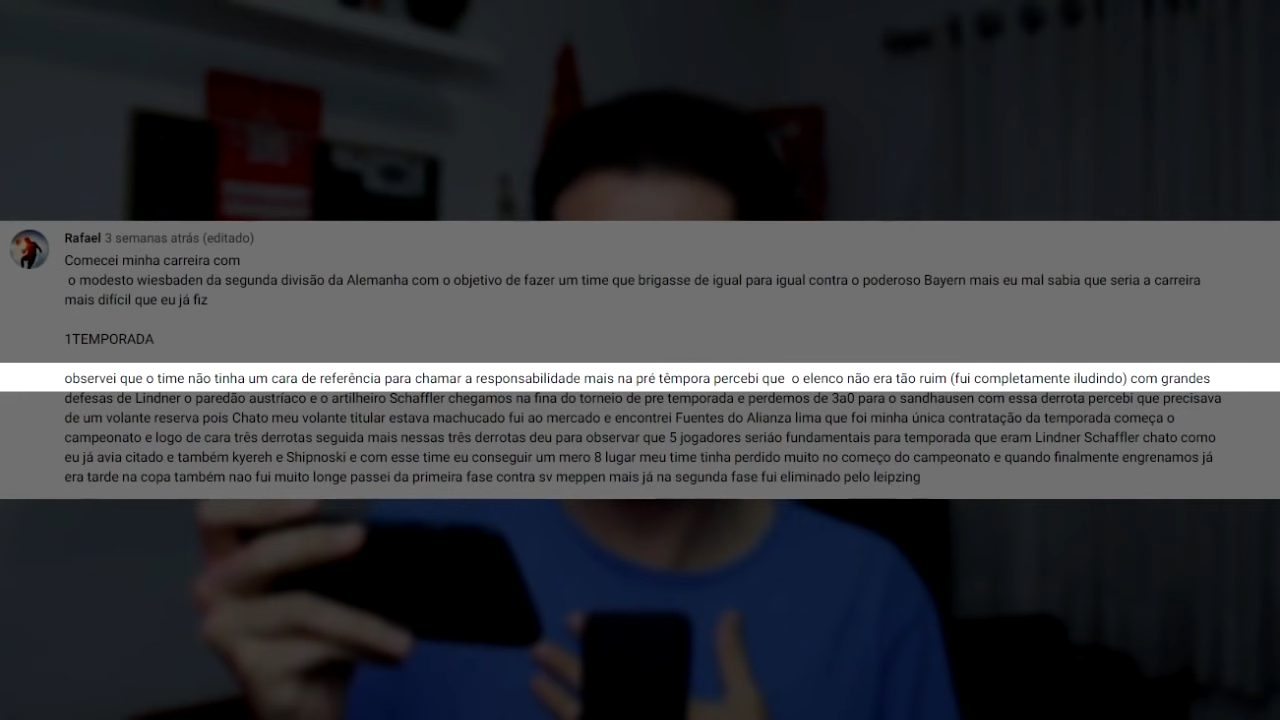 Rafael 3 semanas atrás (editado)
Comecei minha carreira com
o modesto wiesbaden da segunda divisão da Alemanha com o objetivo de fazer um time que brigasse de igual para igual contra o poderoso Bayern mais eu mal sabia que seria a carreira
mais difícil que eu já fiz
1TEMPORADA
observei que o time não tinha um cara de referência para chamar a responsabilidade mais na pré têmpora percebi que o elenco não era tão ruim (fui completamente iludindo) com grandes
defesas de Lindner o paredão austríaco e o artilheiro Schaffler chegamos na fina do torneio de pre temporada e perdemos de 3a0 para o sandhausen com essa derrota percebi que precisava
de um volante reserva pois Chato meu volante titular estava machucado fui ao mercado e encontrei Fuentes do Alianza lima que foi minha única contratação da temporada começa o
campeonato e logo de cara três derrotas seguida mais nessas três derrotas deu para observar que 5 jogadores seriáo fundamentais para temporada que eram Lindner Schaffler chato como
eu já avia citado e também kyereh e Shipnoski e com esse time eu conseguir um mero 8 lugar meu time tinha perdido muito no começo do campeonato e quando finalmente engrenamos já
era tarde na copa também nao fui muito longe passei da primeira fase contra sv meppen mais já na segunda fase fui eliminado pelo leipzing